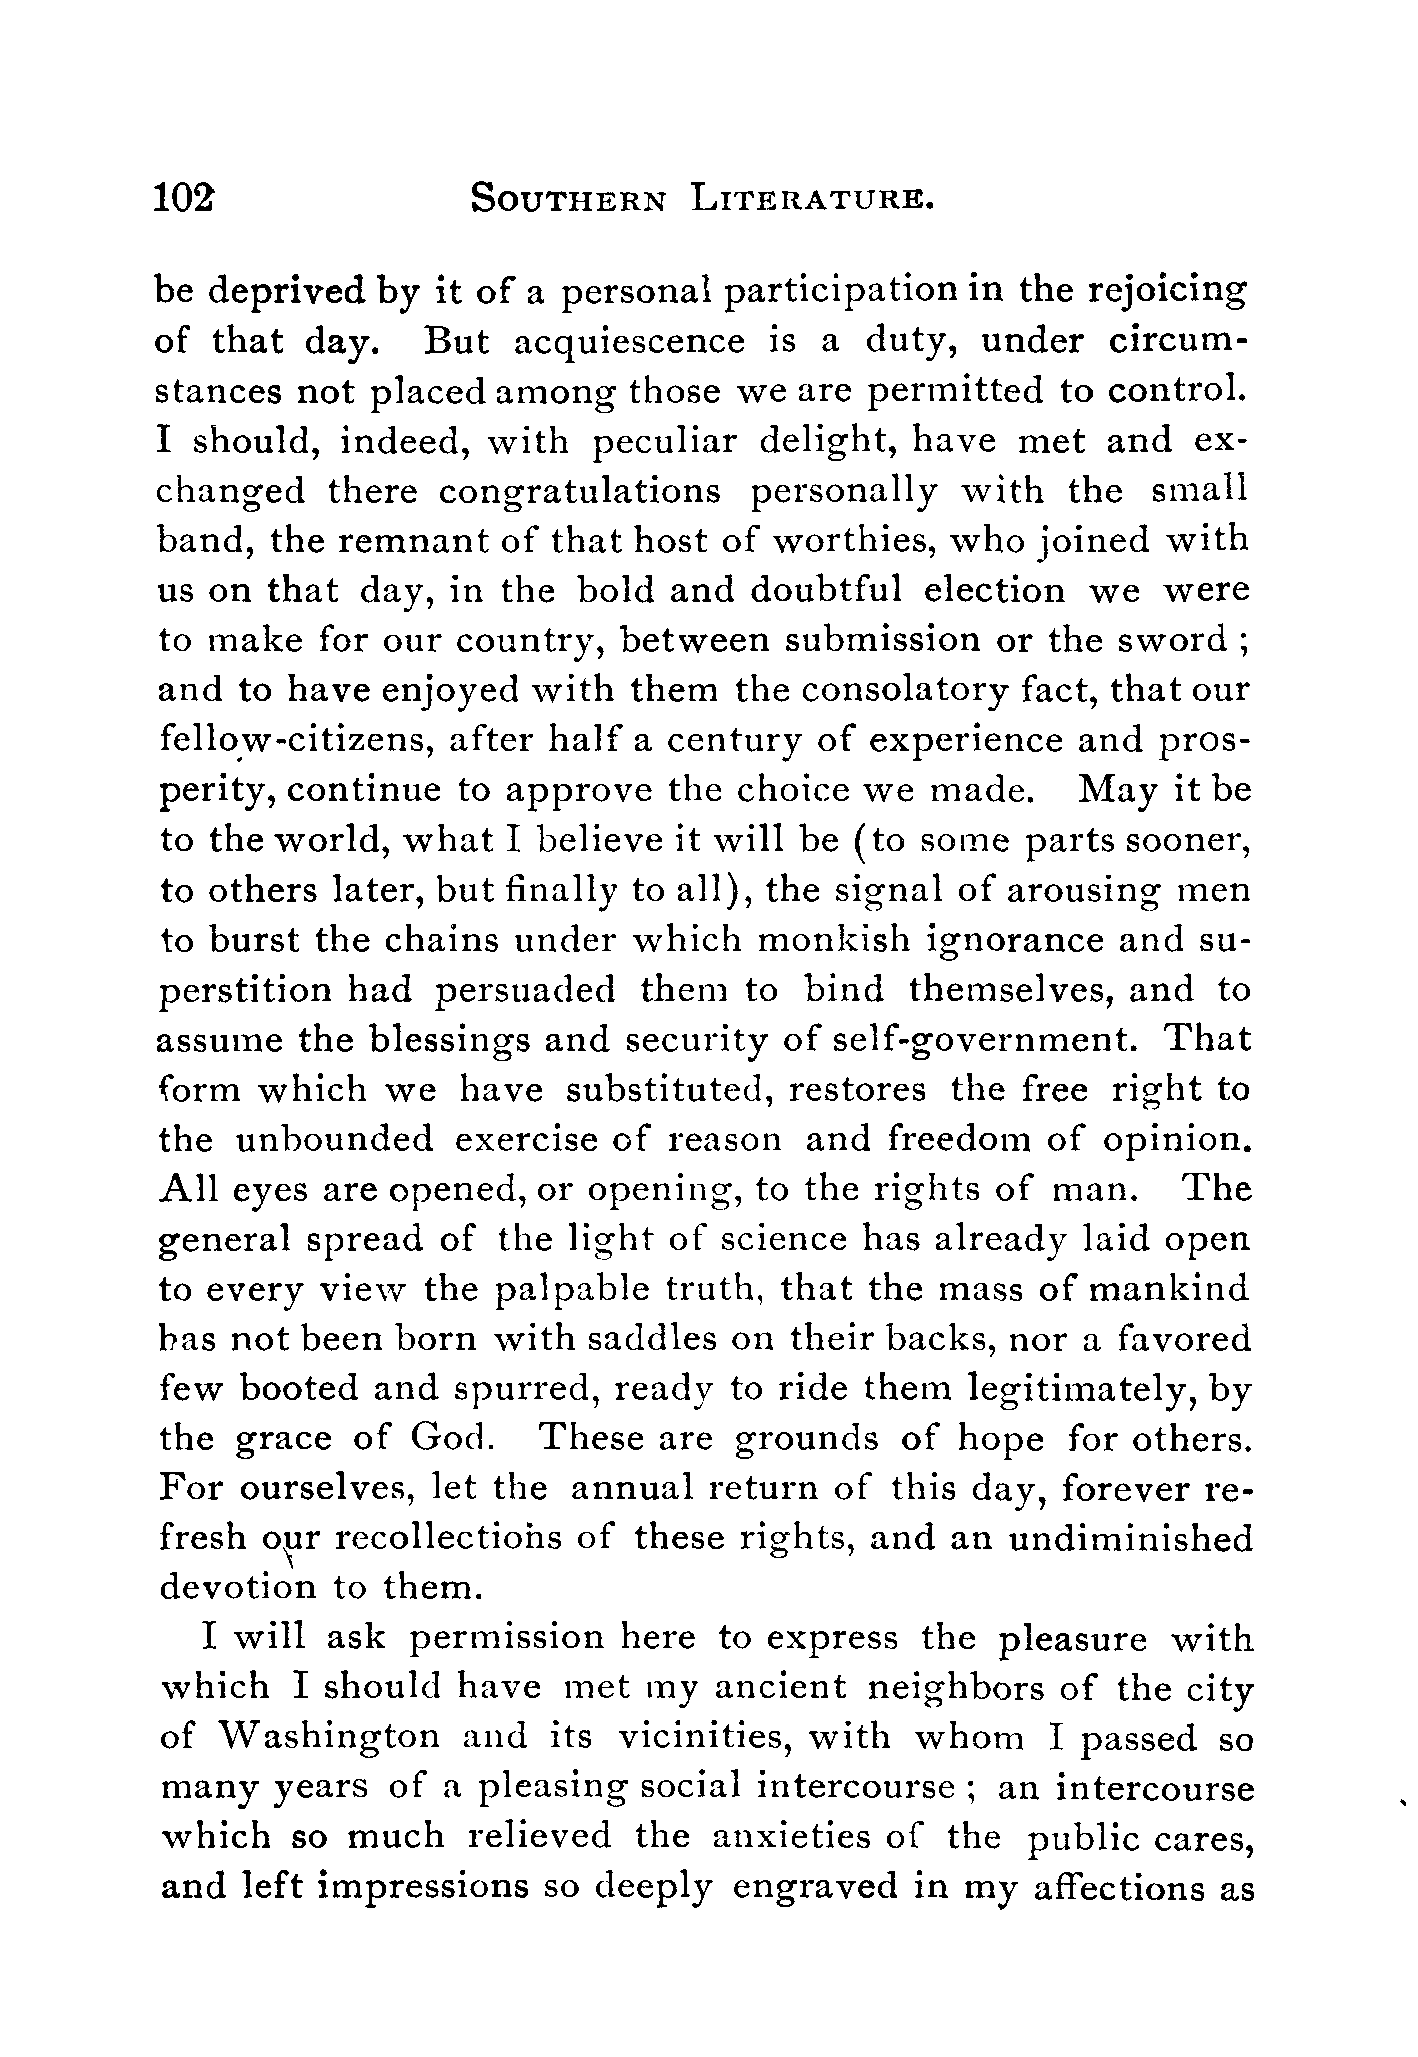 102 SOUTHERN LITERATURE.
be deprived by it of a personal participation in the rejoicing
of that day. But acquiescence is a duty, under circum-
stances not placed among those we are permitted to control.
I should, indeed, with peculiar delight, have met and ex-
changed there congratulations personally with the small
band, the remnant of that host of worthies, who joined with
us on that day, in the bold and doubtful election we were
to make for our country, between submission or the sword ;
and to have enjoyed with them the consolatory fact, that our
fellow-citizens, after half a century of experience and pros-
perity, continue to approve the choice we made. May it be
to the world, what I believe it will be (to some parts sooner,
to others later, but finally to all), the signal of arousing men
to burst the chains under which monkish ignorance and su-
perstition had persuaded them to bind themselves, and to
assume the blessings and security of self-government. That
form which we have substituted, restores the free right to
the unbounded exercise of reason and freedom of opinion.
All eyes are opened, or opening, to the rights of man. The
general spread of the light of science has already laid open
to every view the palpable truth, that the mass of mankind
has not been born with saddles on their backs, nor a favored
few booted and spurred, ready to ride them legitimately, by
the grace of God. These are grounds of hope for others.
For ourselves, let the annual return of this day, forever re-
fresh our recollections of these rights, and an undiminished
devotion to them.
I will ask permission here to express the pleasure with
which I should have met my ancient neighbors of the city
of Washington and its vicinities, with whom I passed so
many years of a pleasing social intercourse ; an intercourse
which so much relieved the anxieties of the public cares,
and left impressions so deeply engraved in my affections as